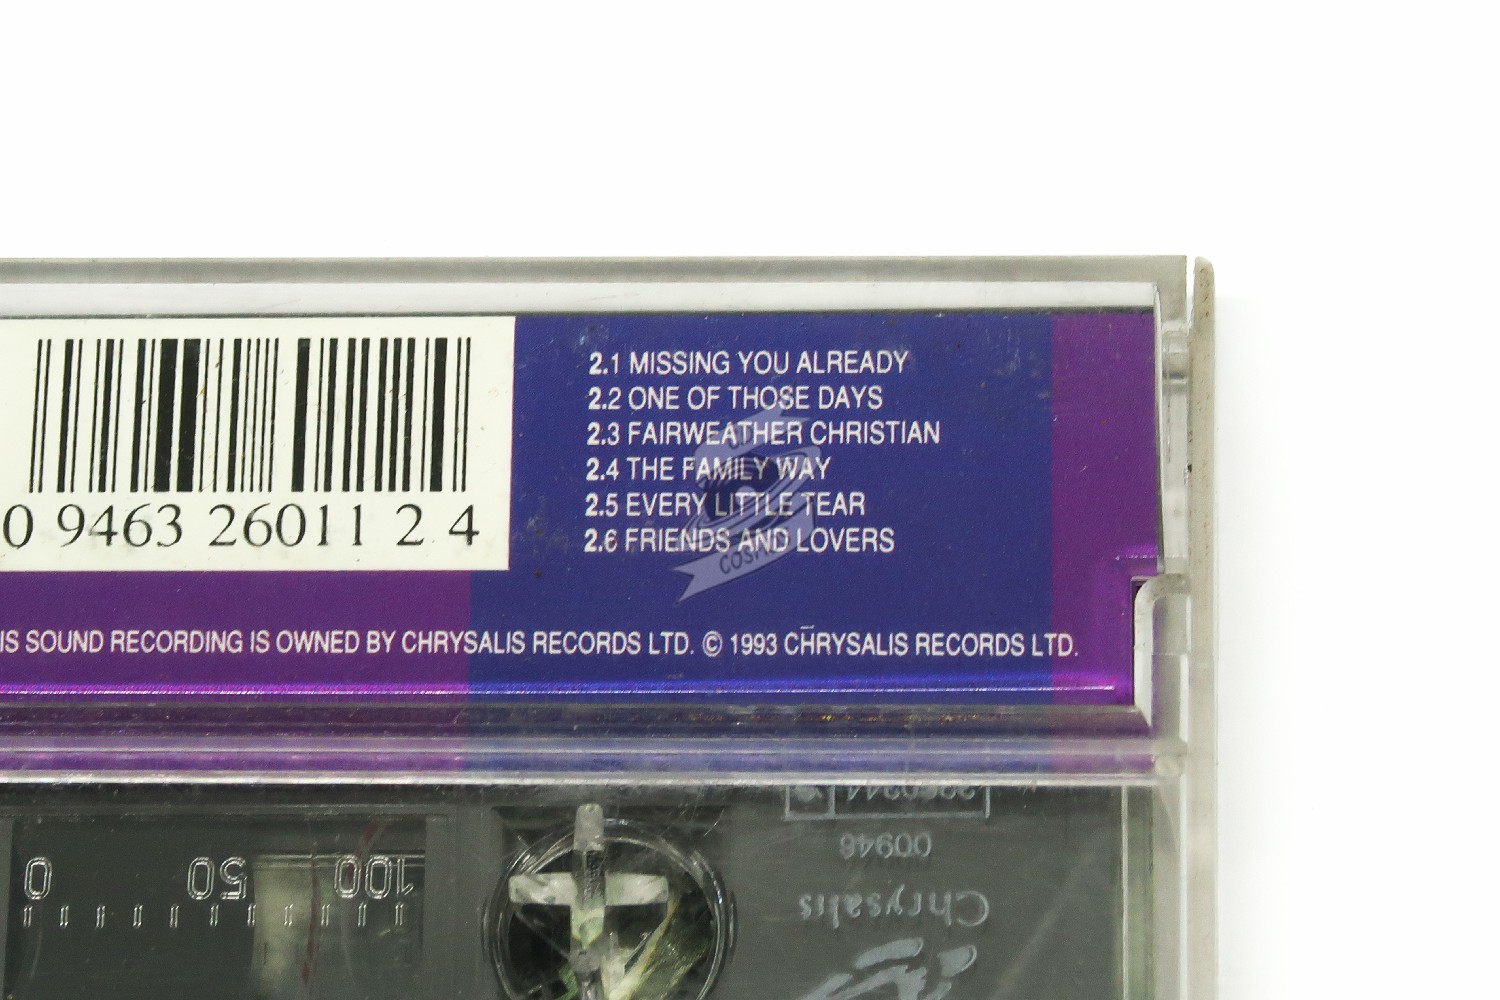 2.1 MISSING YOU ALREADY
2.2 ONE OF THOSE DAYS
2.3 FAIRWEATHER CHRISTIAN
2.4 THE FAMILY WAY
2.5 EVERY LITTLE TEAR
2.6 FRIENDS AND LOVERS
0 9463 26011 2 4
IS SOUND RECORDING IS OWNED BY CHRYSALIS RECORDS LTD. © 1993 CHRYSALIS RECORDS LTD.
00946
Chrysalis
0 50 100